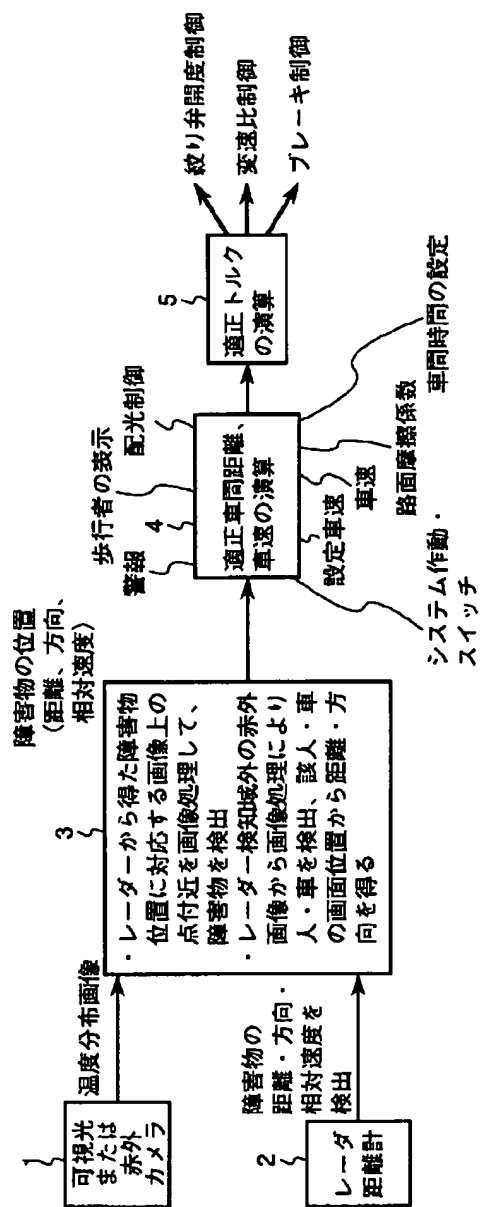 1
可視光
または
赤外
カメラ
温度分布画像
2
レーダ
距離計
障害物の
距離・方向・
相対速度を
検出
3
・レーダーから得た障害物
位置に対応する画像上の
点付近を画像処理して、
障害物を検出
・レーダー検知域外の赤外
画像から画像処理により
人・車を検出、該人・車
の画面位置から距離・方
向を得る
障害物の位置
(距離、方向、
相対速度)
警報
歩行者の表示
配光制御
4
適正車間距離、
車速の演算
システム作動・
スイッチ
設定車速
車速
路面摩擦係数
車間時間の設定
5
適正トルク
の演算
絞り弁開度制御
変速比制御
ブレーキ制御